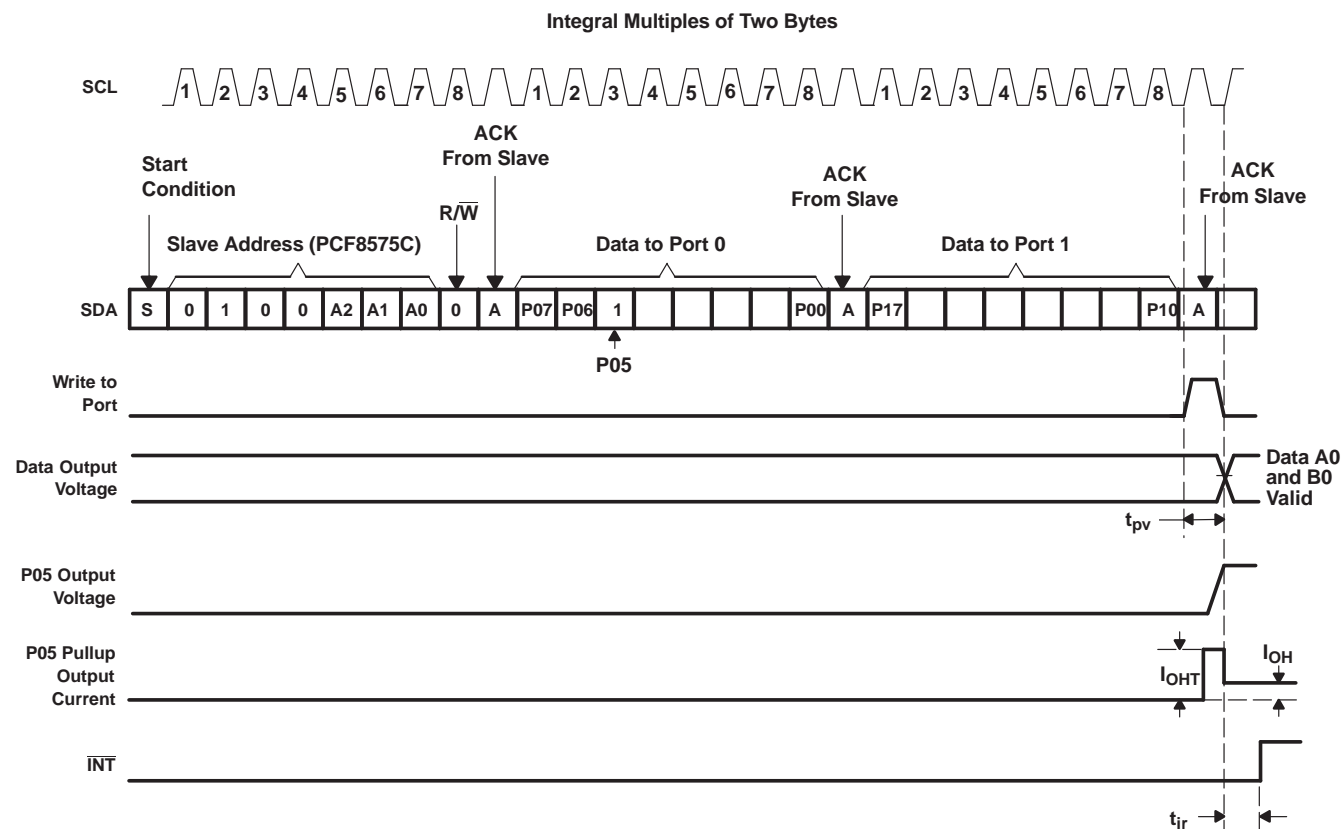 Integral Multiples of Two Bytes
SCL 1 2 3 4 5 6 7 8 1 2 3 4 5 6 7 8 1 2 3 4 5 6 7 8
Start
Condition
R/W̅
ACK
From Slave
ACK
From Slave
ACK
From Slave
Slave Address (PCF8575C)
Data to Port 0
Data to Port 1
SDA S 0 1 0 0 A2 A1 A0 0 A P07 P06 1 P00 A P17 P10 A
P05
Write to
Port
Data Output
Voltage
Data A0
and B0
Valid
tpv
P05 Output
Voltage
P05 Pullup
Output
Current
IOHT
IOH
I̅N̅T̅
tir